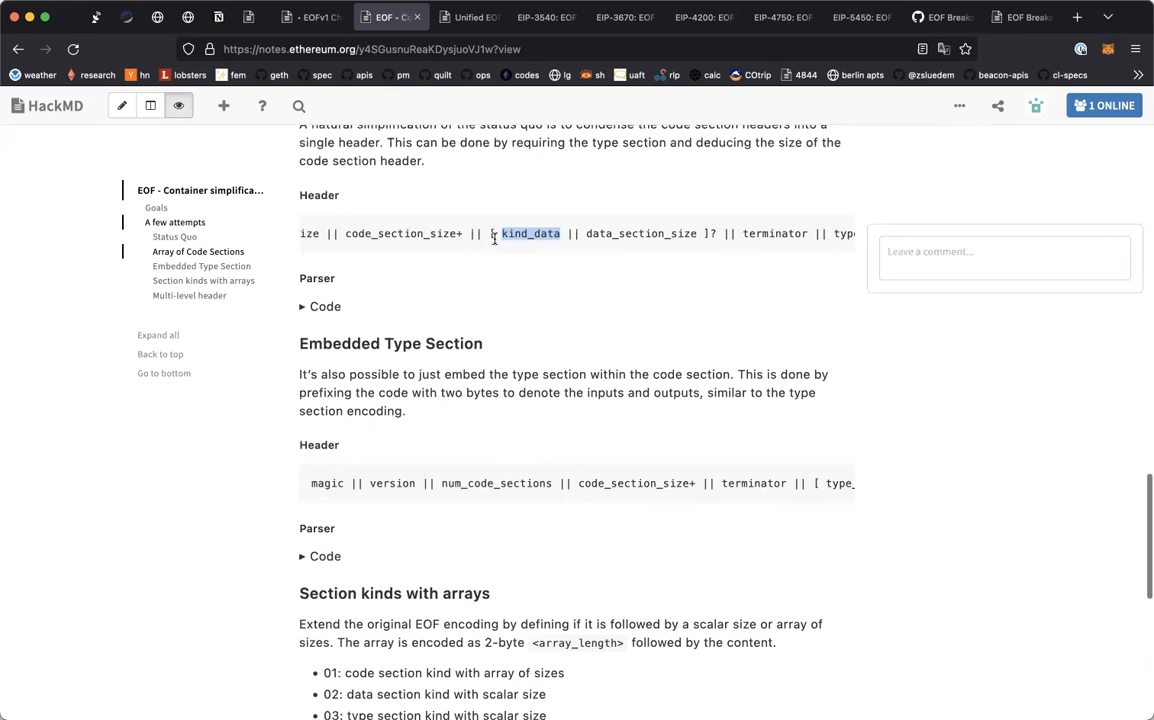 • EOFv1 Ch
EOF - Co
Unified EO
EIP-3540: EOF
EIP-3670: EOF
EIP-4200: EOF
EIP-4750: EOF
EIP-5450: EOF
EOF Break
EOF Break
https://notes.ethereum.org/y4SGusnuReaKDysjuoVJ1w?view
weather research hn lobsters fem geth spec apis pm quilt ops codes lg sh uaft rlp calc COtrip 4844 berlin apts @zsluedem beacon-apis cl-specs
HackMD
1 ONLINE
A natural simplification of the status quo is to condense the code section headers into a
single header. This can be done by requiring the type section and deducing the size of the
code section header.
EOF - Container simplifica...
Goals
A few attempts
Status Quo
Array of Code Sections
Embedded Type Section
Section kinds with arrays
Multi-level header
Expand all
Back to top
Go to bottom
Header
ize || code_section_size+ || [ kind_data || data_section_size ]? || terminator || type
Leave a comment...
Parser
▸ Code
Embedded Type Section
It's also possible to just embed the type section within the code section. This is done by
prefixing the code with two bytes to denote the inputs and outputs, similar to the type
section encoding.
Header
magic || version || num_code_sections || code_section_size+ || terminator || [ type_
Parser
▸ Code
Section kinds with arrays
Extend the original EOF encoding by defining if it is followed by a scalar size or array of
sizes. The array is encoded as 2-byte <array_length> followed by the content.
• 01: code section kind with array of sizes
• 02: data section kind with scalar size
• 03: type section kind with scalar size